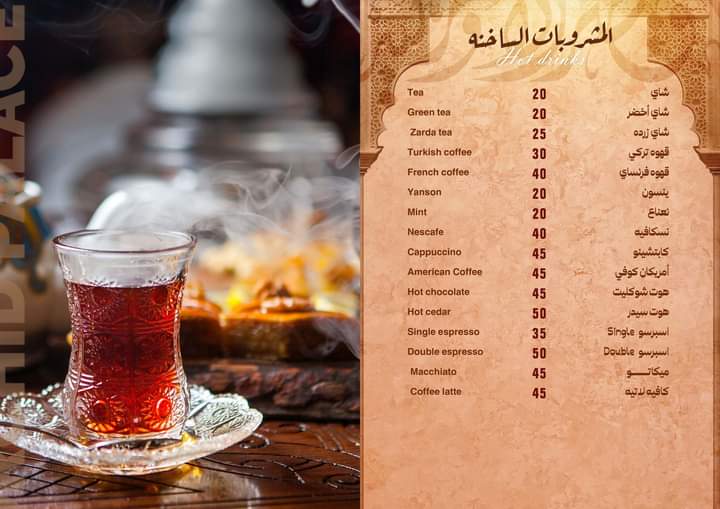 HID PALACE
المشروبات الساخنه
Hot drinks
Tea 20 شاي
Green tea 20 شاي أخضر
Zarda tea 25 شاي زرده
Turkish coffee 30 قهوه تركي
French coffee 40 قهوه فرنساي
Yanson 20 ينسون
Mint 20 نعناع
Nescafe 40 نسكافيه
Cappuccino 45 كابتشينو
American Coffee 45 أمريكان كوفي
Hot chocolate 45 هوت شوكليت
Hot cedar 50 هوت سيدر
Single espresso 35 اسبرسو Single
Double espresso 50 اسبرسو Double
Macchiato 45 ميكاتـــــو
Coffee latte 45 كافيه لاتيه